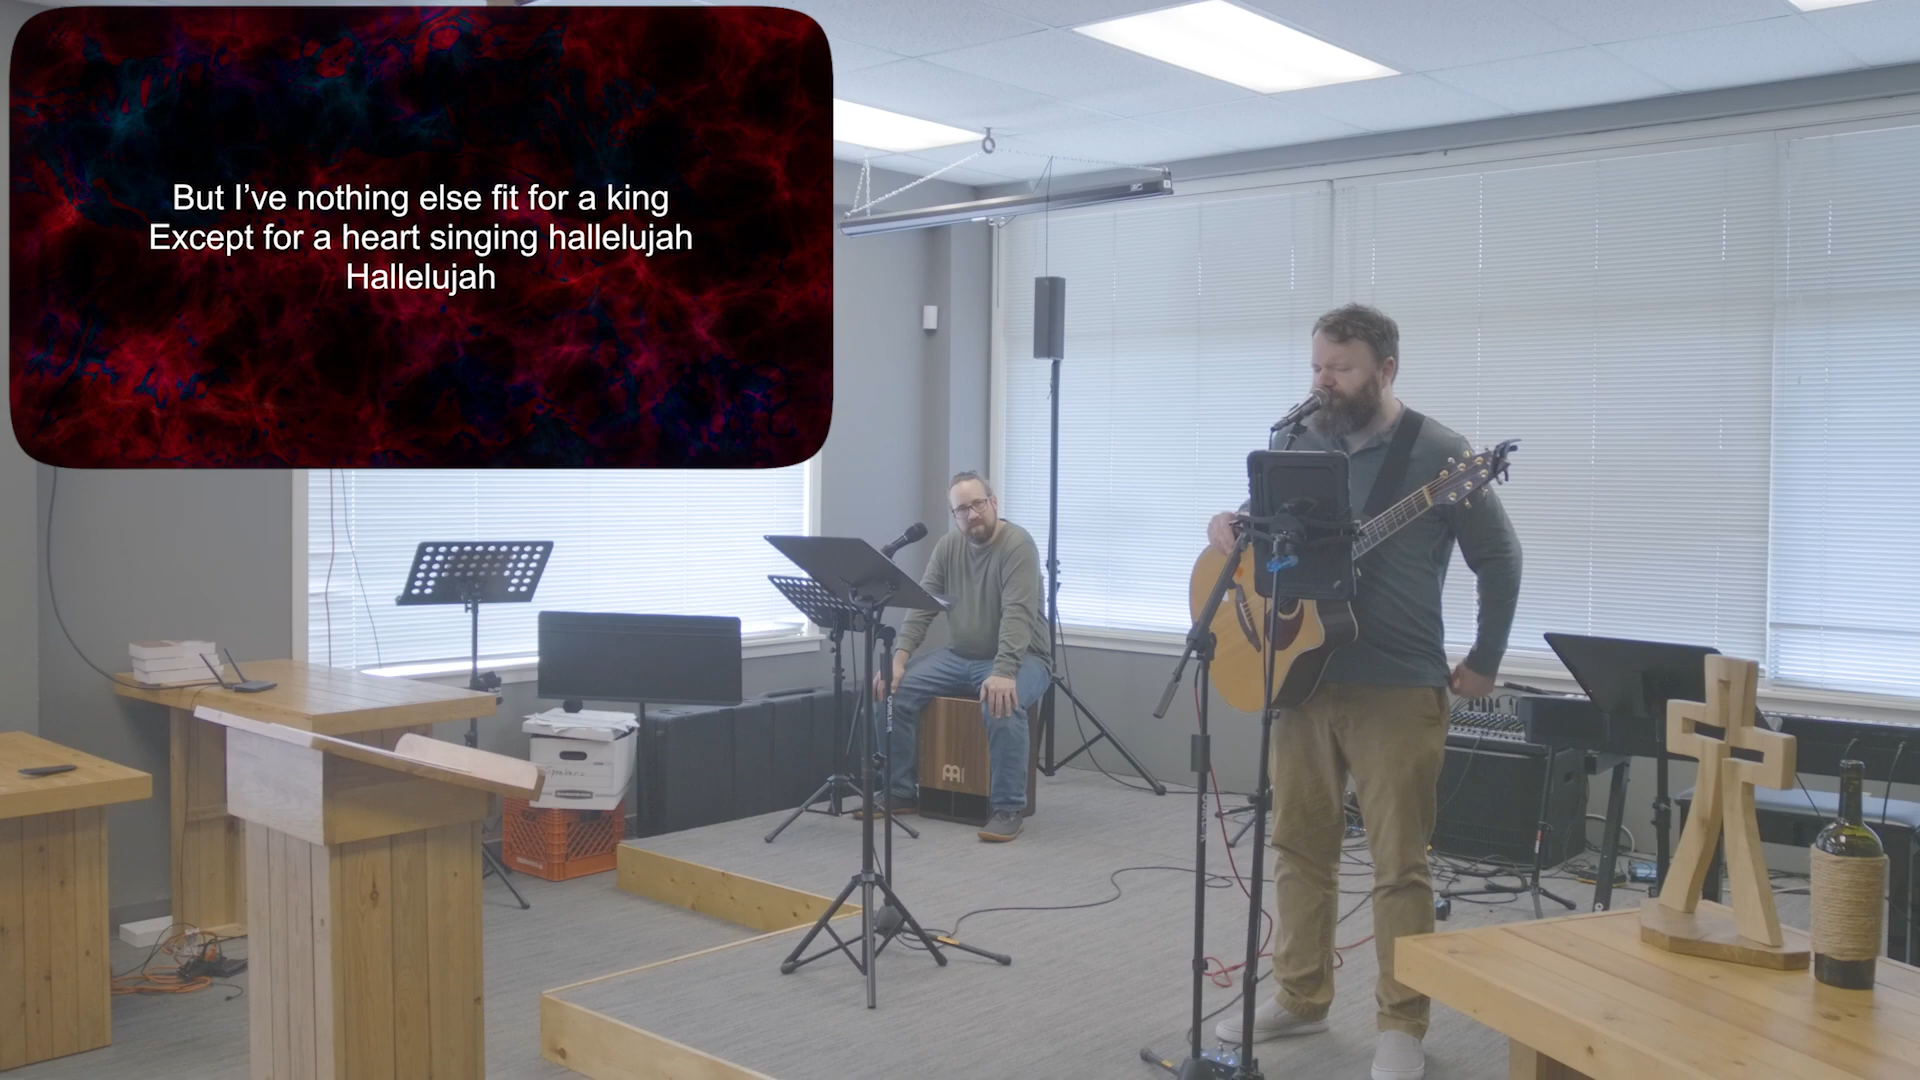 But I’ve nothing else fit for a king
Except for a heart singing hallelujah
Hallelujah